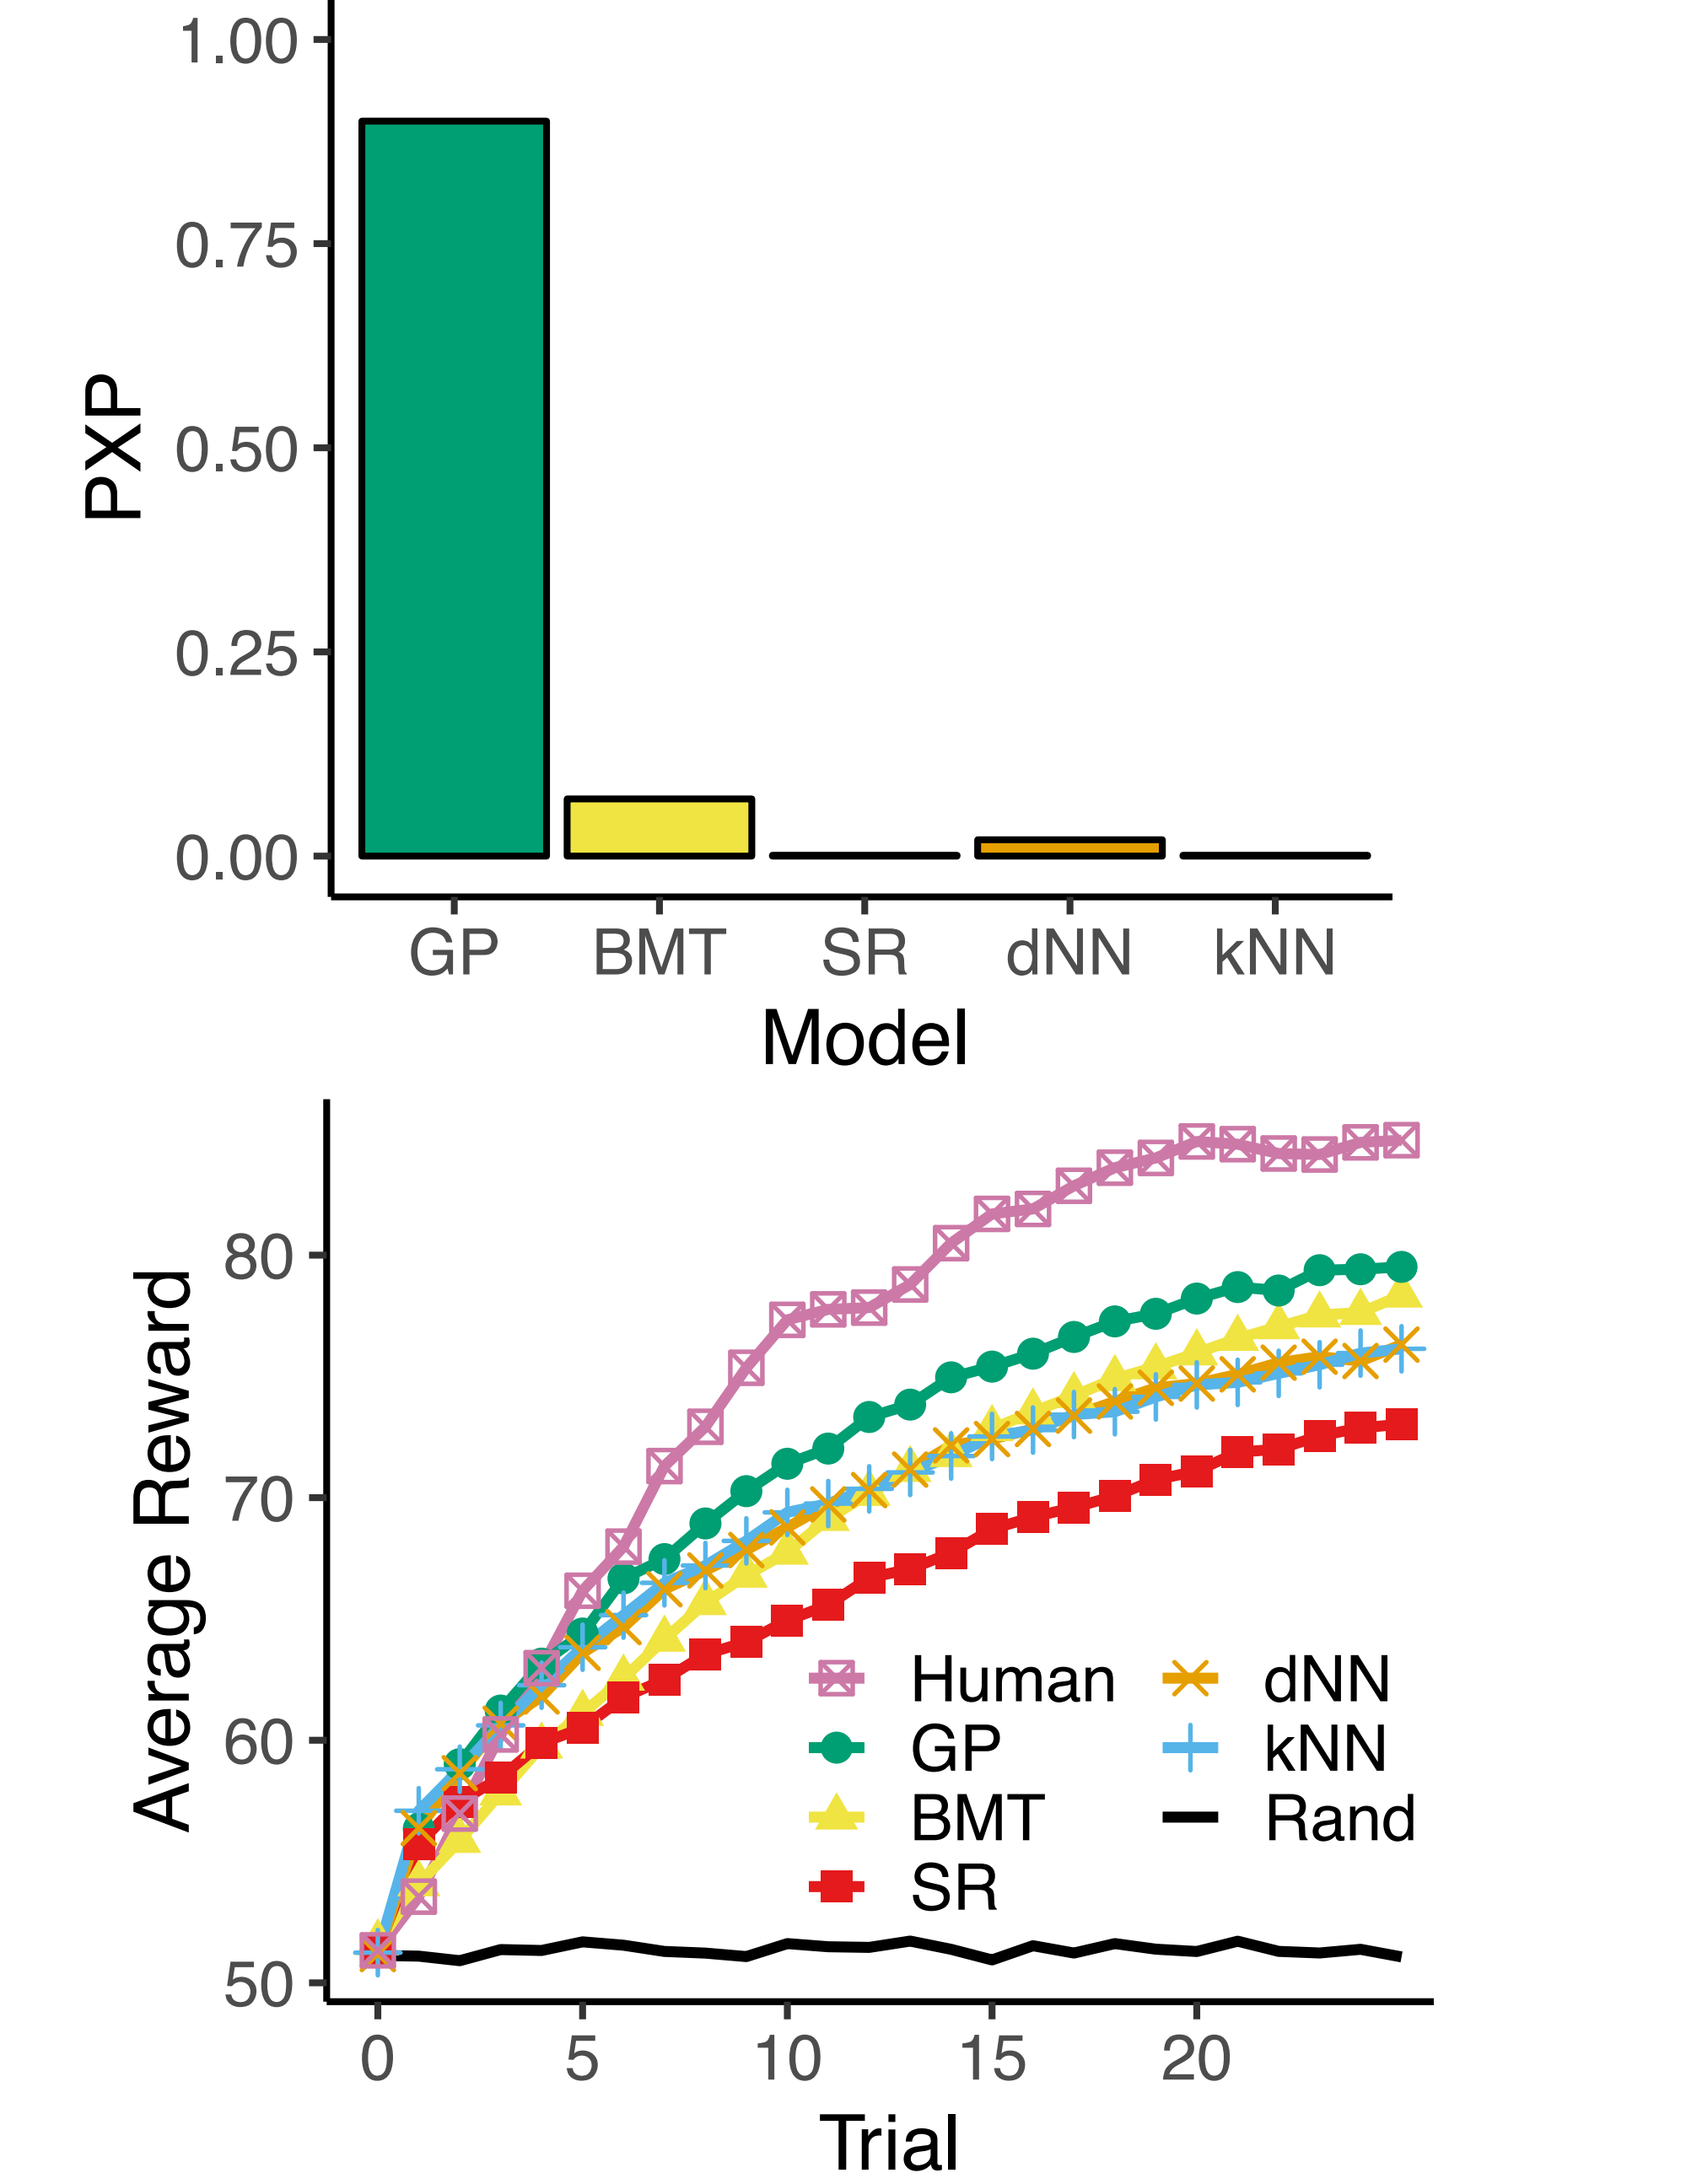 1.00
0.75
0.50
0.25
0.00
PXP
GP BMT SR dNN kNN
Model
80
70
60
50
Average Reward
Human dNN
GP kNN
BMT Rand
SR
0 5 10 15 20
Trial